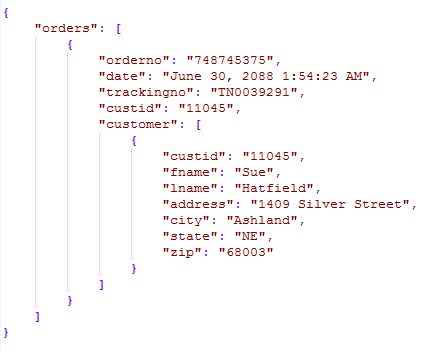 {
    "orders": [
        {
            "orderno": "748745375",
            "date": "June 30, 2088 1:54:23 AM",
            "trackingno": "TN0039291",
            "custid": "11045",
            "customer": [
                {
                    "custid": "11045",
                    "fname": "Sue",
                    "lname": "Hatfield",
                    "address": "1409 Silver Street",
                    "city": "Ashland",
                    "state": "NE",
                    "zip": "68003"
                }
            ]
        }
    ]
}